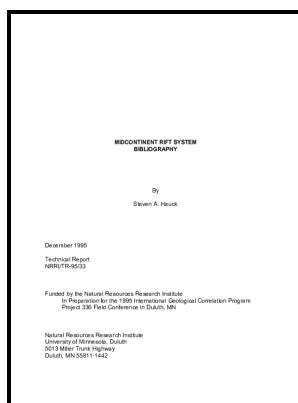 MIDCONTINENT RIFT SYSTEM
BIBLIOGRAPHY
By
Steven A. Hauck
December 1995
Technical Report
NRRI/TR-95/33
Funded by the Natural Resources Research Institute
In Preparation for the 1995 International Geological Correlation Program
Project 336 Field Conference in Duluth, MN
Natural Resources Research Institute
University of Minnesota, Duluth
5013 Miller Trunk Highway
Duluth, MN 55811-1442